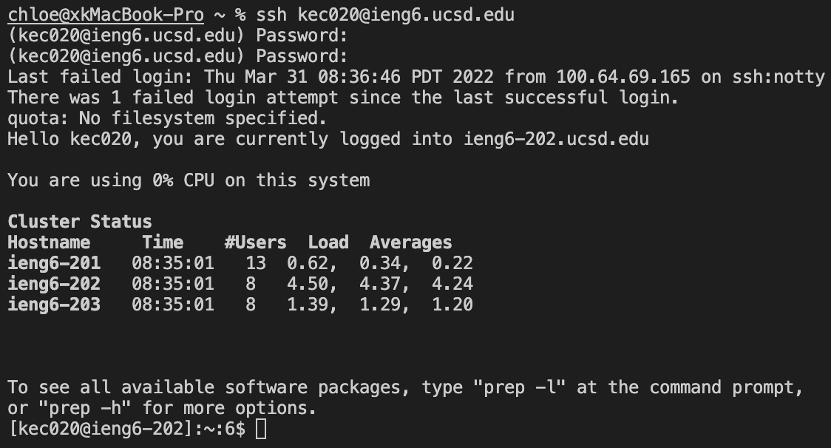 chloe@xkMacBook-Pro ~ % ssh kec020@ieng6.ucsd.edu
(kec020@ieng6.ucsd.edu) Password:
(kec020@ieng6.ucsd.edu) Password:
Last failed login: Thu Mar 31 08:36:46 PDT 2022 from 100.64.69.165 on ssh:notty
There was 1 failed login attempt since the last successful login.
quota: No filesystem specified.
Hello kec020, you are currently logged into ieng6-202.ucsd.edu
You are using 0% CPU on this system
Cluster Status
Hostname     Time    #Users  Load  Averages
ieng6-201   08:35:01   13  0.62,  0.34,  0.22
ieng6-202   08:35:01   8   4.50,  4.37,  4.24
ieng6-203   08:35:01   8   1.39,  1.29,  1.20
To see all available software packages, type "prep -l" at the command prompt,
or "prep -h" for more options.
[kec020@ieng6-202]:~:6$